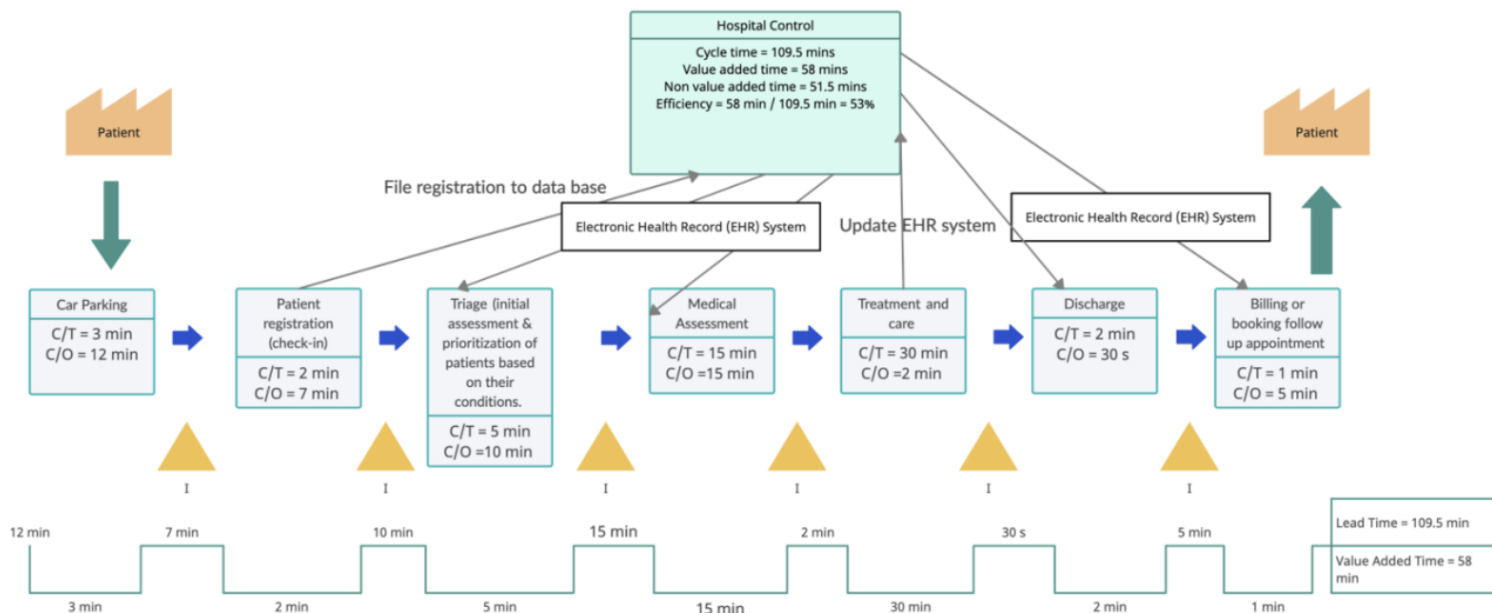 Hospital Control
Cycle time = 109.5 mins
Value added time = 58 mins
Non value added time = 51.5 mins
Efficiency = 58 min / 109.5 min = 53%
Patient
Patient
File registration to data base
Electronic Health Record (EHR) System
Update EHR system
Electronic Health Record (EHR) System
Car Parking
C/T = 3 min
C/O = 12 min
Patient
registration
(check-in)
C/T = 2 min
C/O = 7 min
Triage (initial
assessment &
prioritization of
patients based
on their
conditions.
C/T = 5 min
C/O =10 min
Medical
Assessment
C/T = 15 min
C/O =15 min
Treatment and
care
C/T = 30 min
C/O =2 min
Discharge
C/T = 2 min
C/O = 30 s
Billing or
booking follow
up appointment
C/T = 1 min
C/O = 5 min
I
I
I
I
I
I
12 min
7 min
10 min
15 min
2 min
30 s
5 min
Lead Time = 109.5 min
Value Added Time = 58
min
3 min
2 min
5 min
15 min
30 min
2 min
1 min